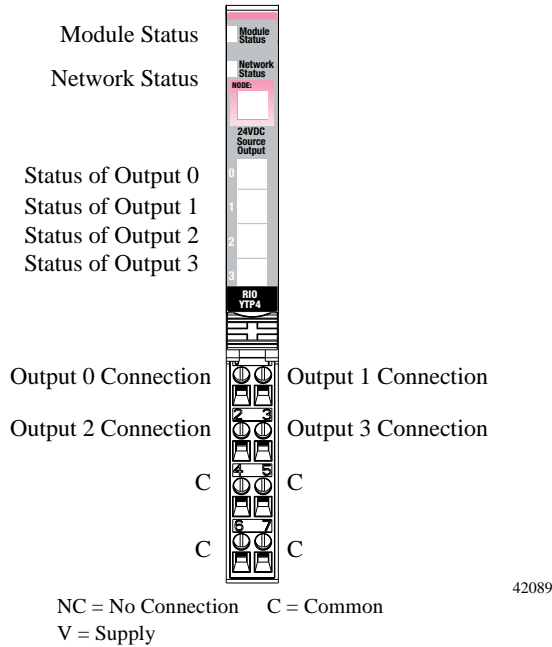 Module Status
Module
Status
Network Status
Network
Status
NODE:
24VDC
Source
Output
Status of Output 0
0
Status of Output 1
1
Status of Output 2
2
Status of Output 3
3
RIO
YTP4
Output 0 Connection
Output 1 Connection
2 3
Output 2 Connection
Output 3 Connection
4 5
C C
6 7
C C
42089
NC = No Connection C = Common
V = Supply